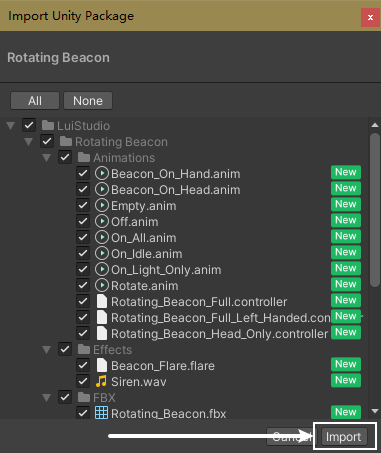 Import Unity Package
x
Rotating Beacon
All None
LuiStudio
Rotating Beacon
Animations
Beacon_On_Hand.anim New
Beacon_On_Head.anim New
Empty.anim New
Off.anim New
On_All.anim New
On_Idle.anim New
On_Light_Only.anim New
Rotate.anim New
Rotating_Beacon_Full.controller New
Rotating_Beacon_Full_Left_Handed.con New
Rotating_Beacon_Head_Only.controller New
Effects
Beacon_Flare.flare New
Siren.wav New
FBX
Rotating_Beacon.fbx New
Cancel Import